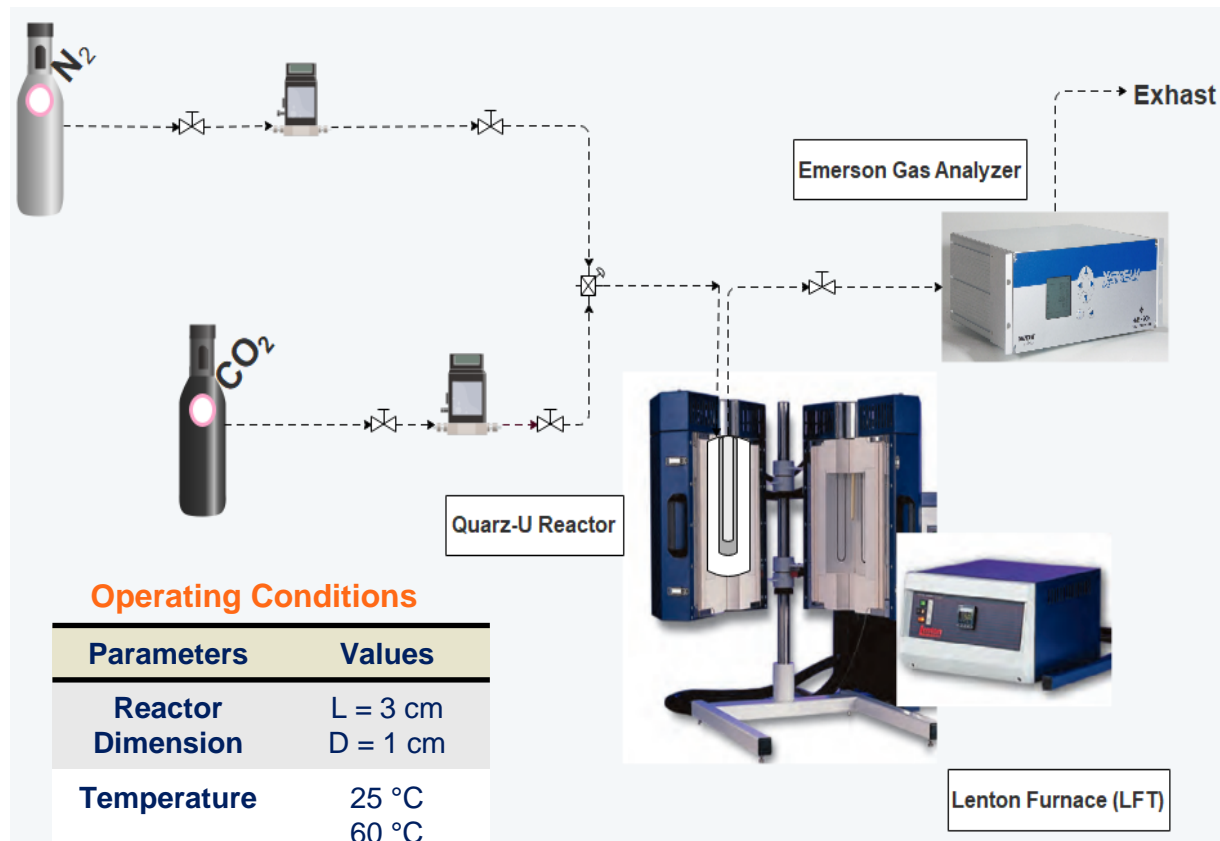 N₂
Exhast
Emerson Gas Analyzer
CO₂
Quarz-U Reactor
Operating Conditions
Parameters Values
Reactor Dimension L = 3 cm
D = 1 cm
Temperature 25 °C
60 °C
Lenton Furnace (LFT)